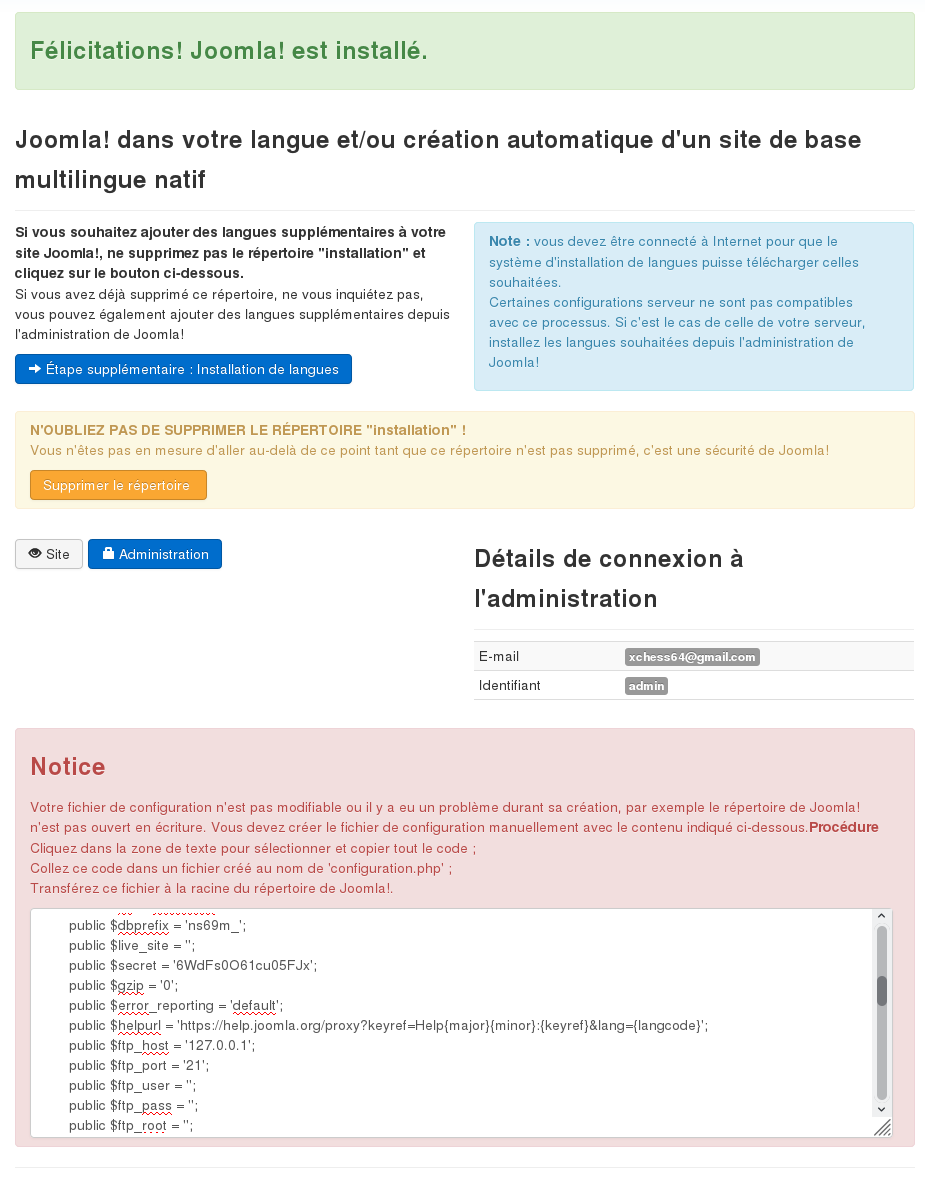 Félicitations! Joomla! est installé.
Joomla! dans votre langue et/ou création automatique d'un site de base
multilingue natif
Si vous souhaitez ajouter des langues supplémentaires à votre
site Joomla!, ne supprimez pas le répertoire "installation" et
cliquez sur le bouton ci-dessous.
Si vous avez déjà supprimé ce répertoire, ne vous inquiétez pas,
vous pouvez également ajouter des langues supplémentaires depuis
l'administration de Joomla!
Étape supplémentaire : Installation de langues
Note : vous devez être connecté à Internet pour que le
système d'installation de langues puisse télécharger celles
souhaitées.
Certaines configurations serveur ne sont pas compatibles
avec ce processus. Si c'est le cas de celle de votre serveur,
installez les langues souhaitées depuis l'administration de
Joomla!
N'OUBLIEZ PAS DE SUPPRIMER LE RÉPERTOIRE "installation" !
Vous n'êtes pas en mesure d'aller au-delà de ce point tant que ce répertoire n'est pas supprimé, c'est une sécurité de Joomla!
Supprimer le répertoire
Site
Administration
Détails de connexion à
l'administration
E-mail xchess64@gmail.com
Identifiant admin
Notice
Votre fichier de configuration n'est pas modifiable ou il y a eu un problème durant sa création, par exemple le répertoire de Joomla!
n'est pas ouvert en écriture. Vous devez créer le fichier de configuration manuellement avec le contenu indiqué ci-dessous.Procédure
Cliquez dans la zone de texte pour sélectionner et copier tout le code ;
Collez ce code dans un fichier créé au nom de 'configuration.php' ;
Transférez ce fichier à la racine du répertoire de Joomla!.
public $dbprefix = 'ns69m_';
public $live_site = '';
public $secret = '6WdFs0O61cu05FJx';
public $gzip = '0';
public $error_reporting = 'default';
public $helpurl = 'https://help.joomla.org/proxy?keyref=Help{major}{minor}:{keyref}&lang={langcode}';
public $ftp_host = '127.0.0.1';
public $ftp_port = '21';
public $ftp_user = '';
public $ftp_pass = '';
public $ftp_root = '';